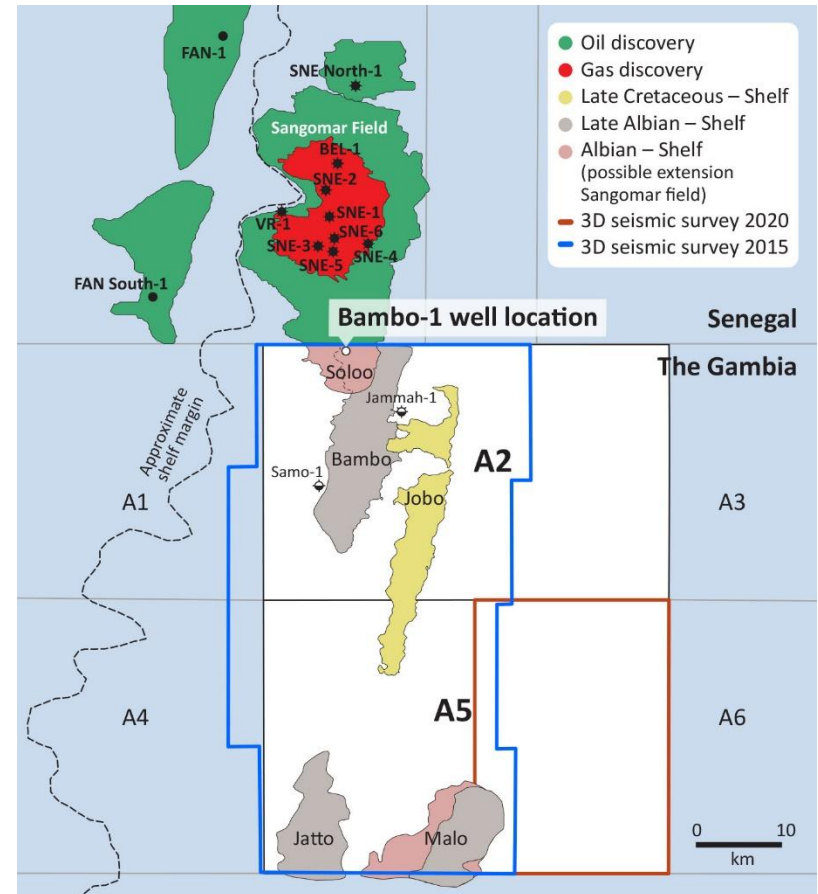 FAN-1
SNE North-1
Sangomar Field
BEL-1
SNE-2
VR-1
SNE-1
SNE-6
SNE-3
SNE-4
SNE-5
FAN South-1
Oil discovery
Gas discovery
Late Cretaceous – Shelf
Late Albian – Shelf
Albian – Shelf
(possible extension
Sangomar field)
3D seismic survey 2020
3D seismic survey 2015
Bambo-1 well location
Senegal
The Gambia
Approximate
shelf margin
Soloo
Jammah-1
Bambo
A2
Samo-1
Jobo
A1
A3
A5
A4
A6
Jatto
Malo
0 10
km